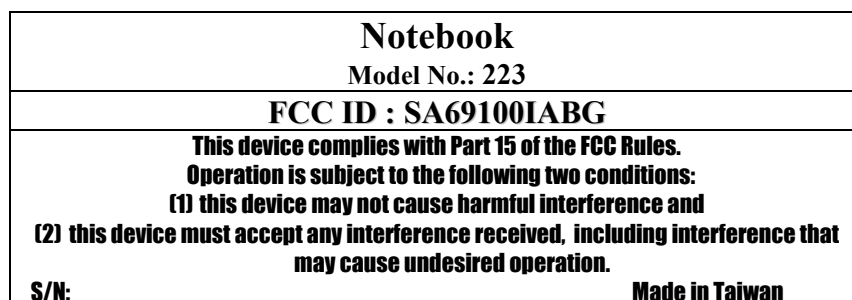 Notebook
Model No.: 223
FCC ID : SA69100IABG
This device complies with Part 15 of the FCC Rules.
Operation is subject to the following two conditions:
(1) this device may not cause harmful interference and
(2) this device must accept any interference received, including interference that
may cause undesired operation.
S/N: Made in Taiwan